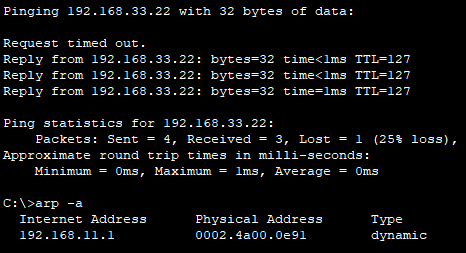 Pinging 192.168.33.22 with 32 bytes of data:
Request timed out.
Reply from 192.168.33.22: bytes=32 time<1ms TTL=127
Reply from 192.168.33.22: bytes=32 time<1ms TTL=127
Reply from 192.168.33.22: bytes=32 time=1ms TTL=127
Ping statistics for 192.168.33.22:
Packets: Sent = 4, Received = 3, Lost = 1 (25% loss),
Approximate round trip times in milli-seconds:
Minimum = 0ms, Maximum = 1ms, Average = 0ms
C:\>arp -a
Internet Address Physical Address Type
192.168.11.1 0002.4a00.0e91 dynamic